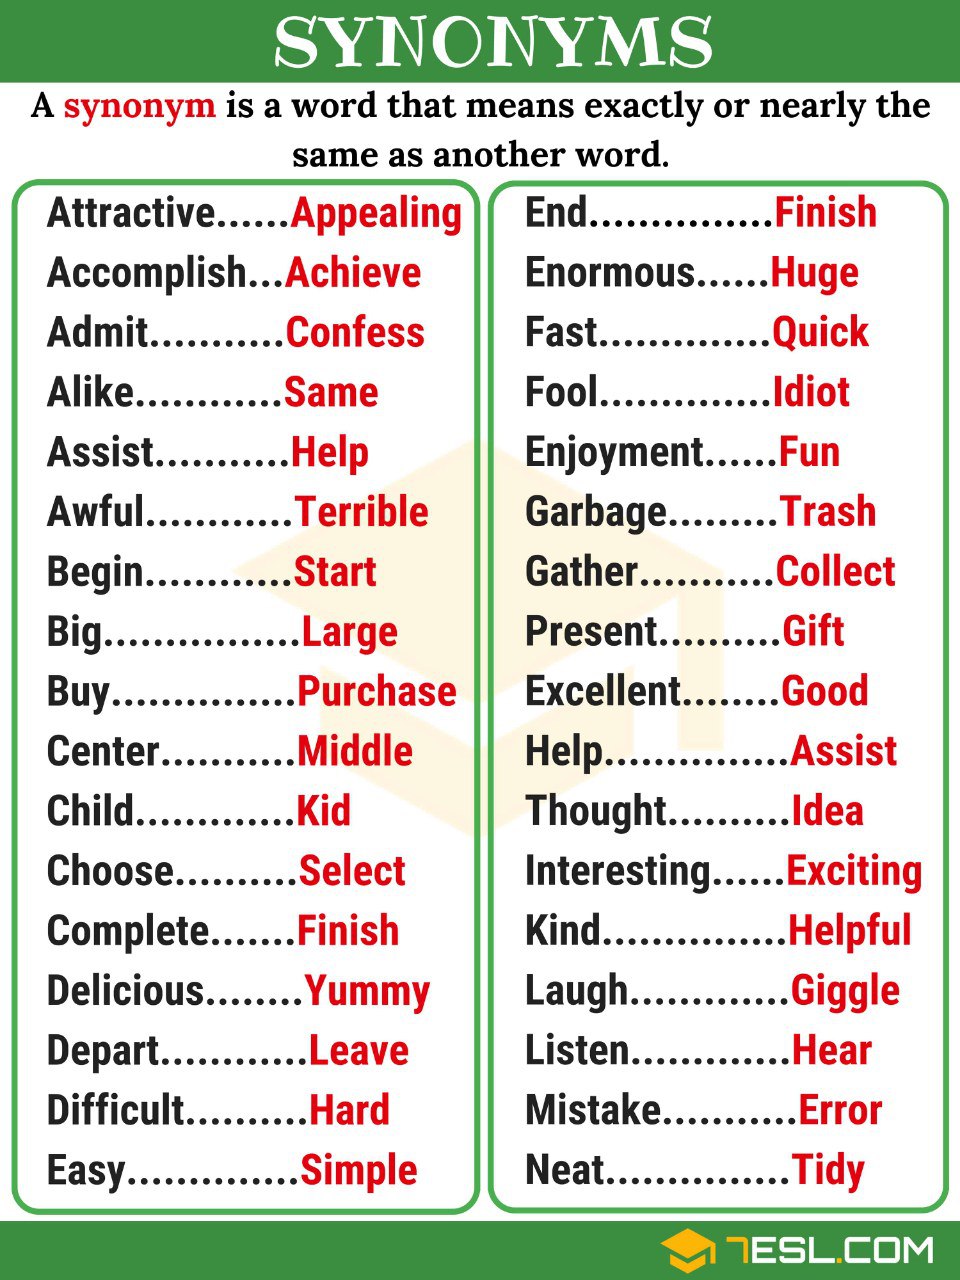 SYNONYMS
A synonym is a word that means exactly or nearly the
same as another word.
Attractive......Appealing
Accomplish...Achieve
Admit...........Confess
Alike............Same
Assist...........Help
Awful............Terrible
Begin............Start
Big................Large
Buy...............Purchase
Center...........Middle
Child.............Kid
Choose..........Select
Complete.......Finish
Delicious........Yummy
Depart............Leave
Difficult..........Hard
Easy..............Simple
End...............Finish
Enormous......Huge
Fast..............Quick
Fool..............Idiot
Enjoyment......Fun
Garbage.........Trash
Gather...........Collect
Present..........Gift
Excellent........Good
Help...............Assist
Thought..........Idea
Interesting......Exciting
Kind...............Helpful
Laugh.............Giggle
Listen.............Hear
Mistake...........Error
Neat...............Tidy
7ESL.COM